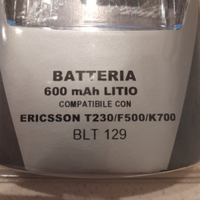 BATTERIA
600 mAh LITIO
COMPATIBILE CON
ERICSSON T230/F500/K700
BLT 129